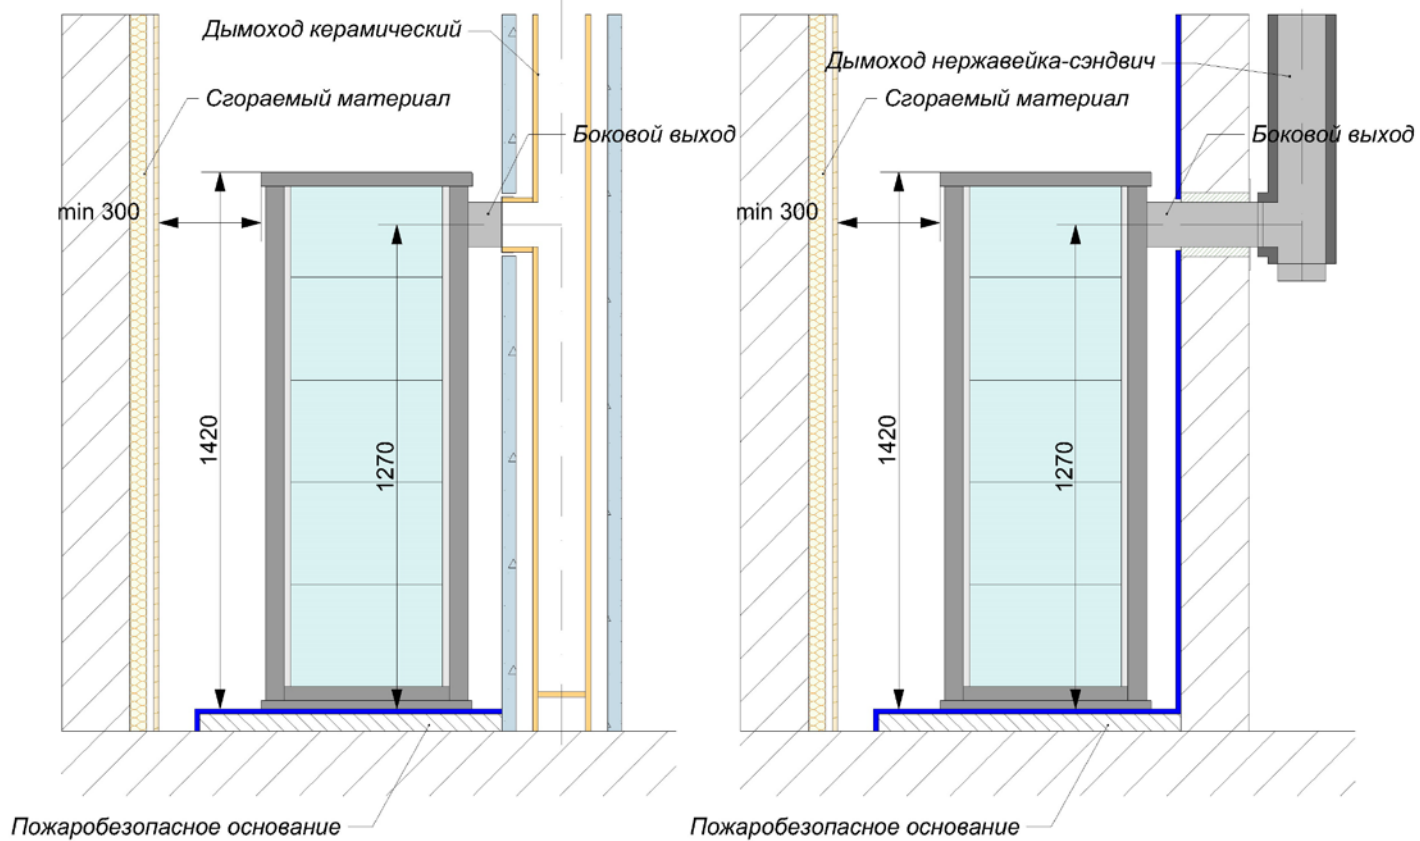 Дымоход керамический
Сгораемый материал
Боковой выход
min 300
1420
1270
Пожаробезопасное основание
Дымоход нержавейка-сэндвич
Сгораемый материал
Боковой выход
min 300
1420
1270
Пожаробезопасное основание